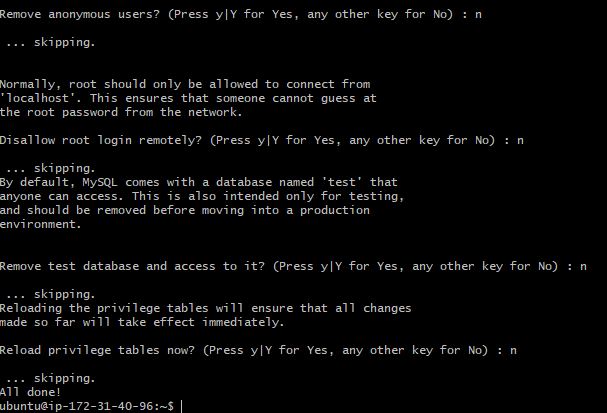 Remove anonymous users? (Press y|Y for Yes, any other key for No) : n
... skipping.
Normally, root should only be allowed to connect from
'localhost'. This ensures that someone cannot guess at
the root password from the network.
Disallow root login remotely? (Press y|Y for Yes, any other key for No) : n
... skipping.
By default, MySQL comes with a database named 'test' that
anyone can access. This is also intended only for testing,
and should be removed before moving into a production
environment.
Remove test database and access to it? (Press y|Y for Yes, any other key for No) : n
... skipping.
Reloading the privilege tables will ensure that all changes
made so far will take effect immediately.
Reload privilege tables now? (Press y|Y for Yes, any other key for No) : n
... skipping.
All done!
ubuntu@ip-172-31-40-96:~$